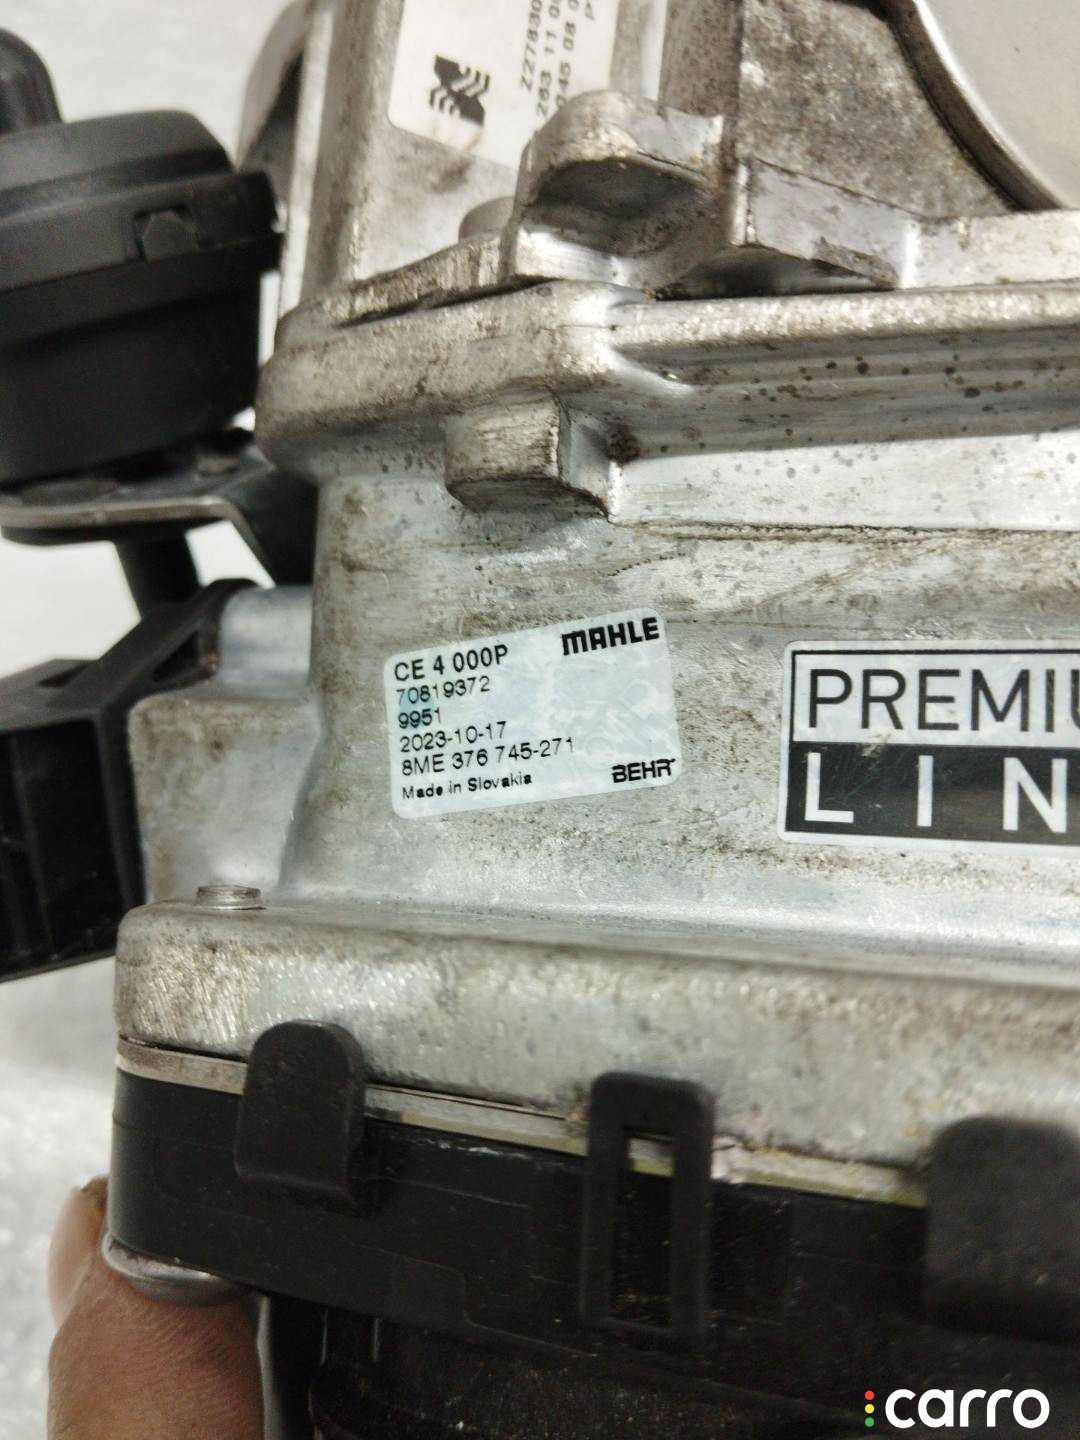 MAHLE
CE 4 000P
70819372
9951
2023-10-17
8ME 376 745-271
Made in Slovakia
BEHR
PREMIU
LIN
carro